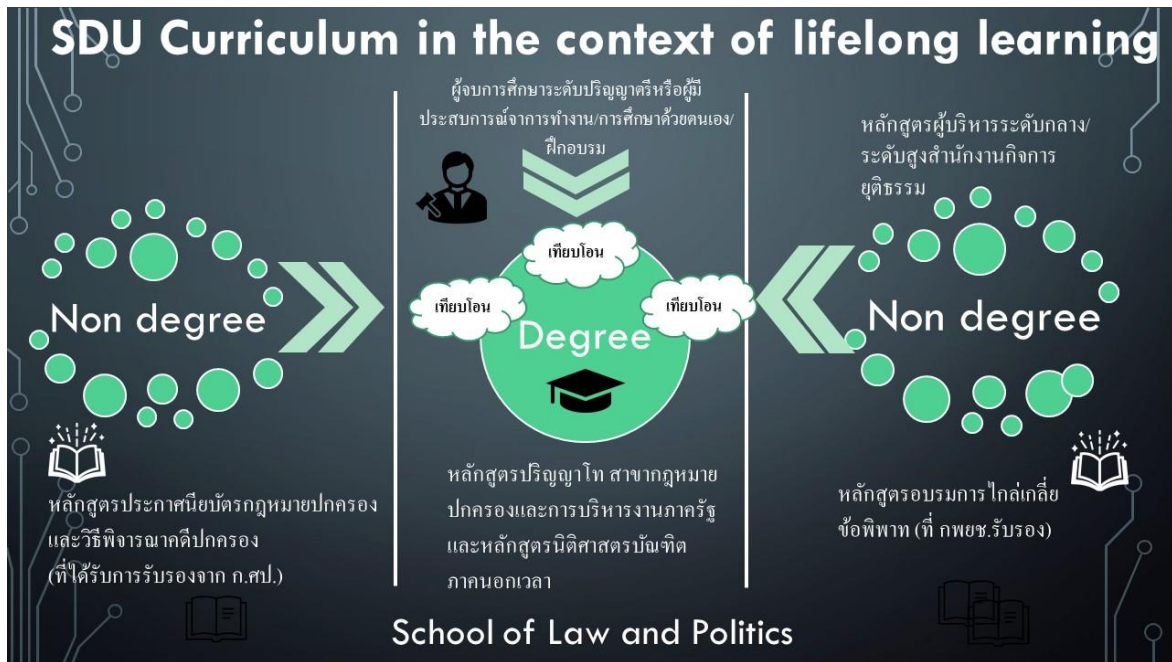 SDU Curriculum in the context of lifelong learning
ผู้จบการศึกษาระดับปริญญาตรีหรือผู้มี
ประสบการณ์จาการทำงาน/การศึกษาด้วยตนเอง/
ฝึกอบรม
หลักสูตรผู้บริหารระดับกลาง/
ระดับสูงสำนักงานกิจการ
ยุติธรรม
เทียบโอน
เทียบโอน
เทียบโอน
Non degree
Degree
Non degree
หลักสูตรประกาศนียบัตรกฎหมายปกครอง
และวิธีพิจารณาคดีปกครอง
(ที่ได้รับการรับรองจาก ก.ศป.)
หลักสูตรปริญญาโท สาขากฎหมาย
ปกครองและการบริหารงานภาครัฐ
และหลักสูตรนิติศาสตรบัณฑิต
ภาคนอกเวลา
หลักสูตรอบรมการไกล่เกลี่ย
ข้อพิพาท (ที่ กพยช.รับรอง)
School of Law and Politics